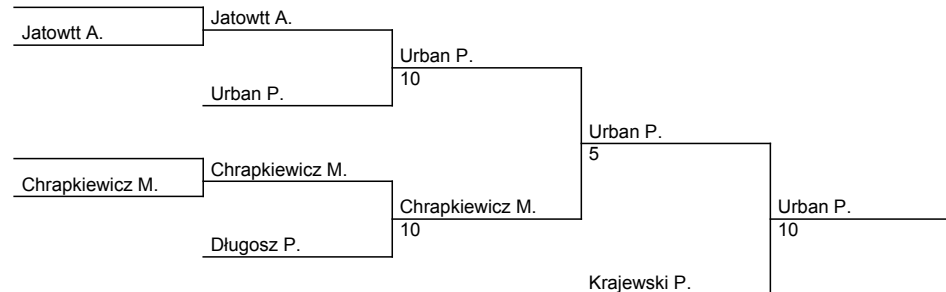 Jatowtt A.
Jatowtt A.
Urban P.
10
Urban P.
Urban P.
5
Chrapkiewicz M.
Chrapkiewicz M.
Chrapkiewicz M.
10
Urban P.
10
Długosz P.
Krajewski P.